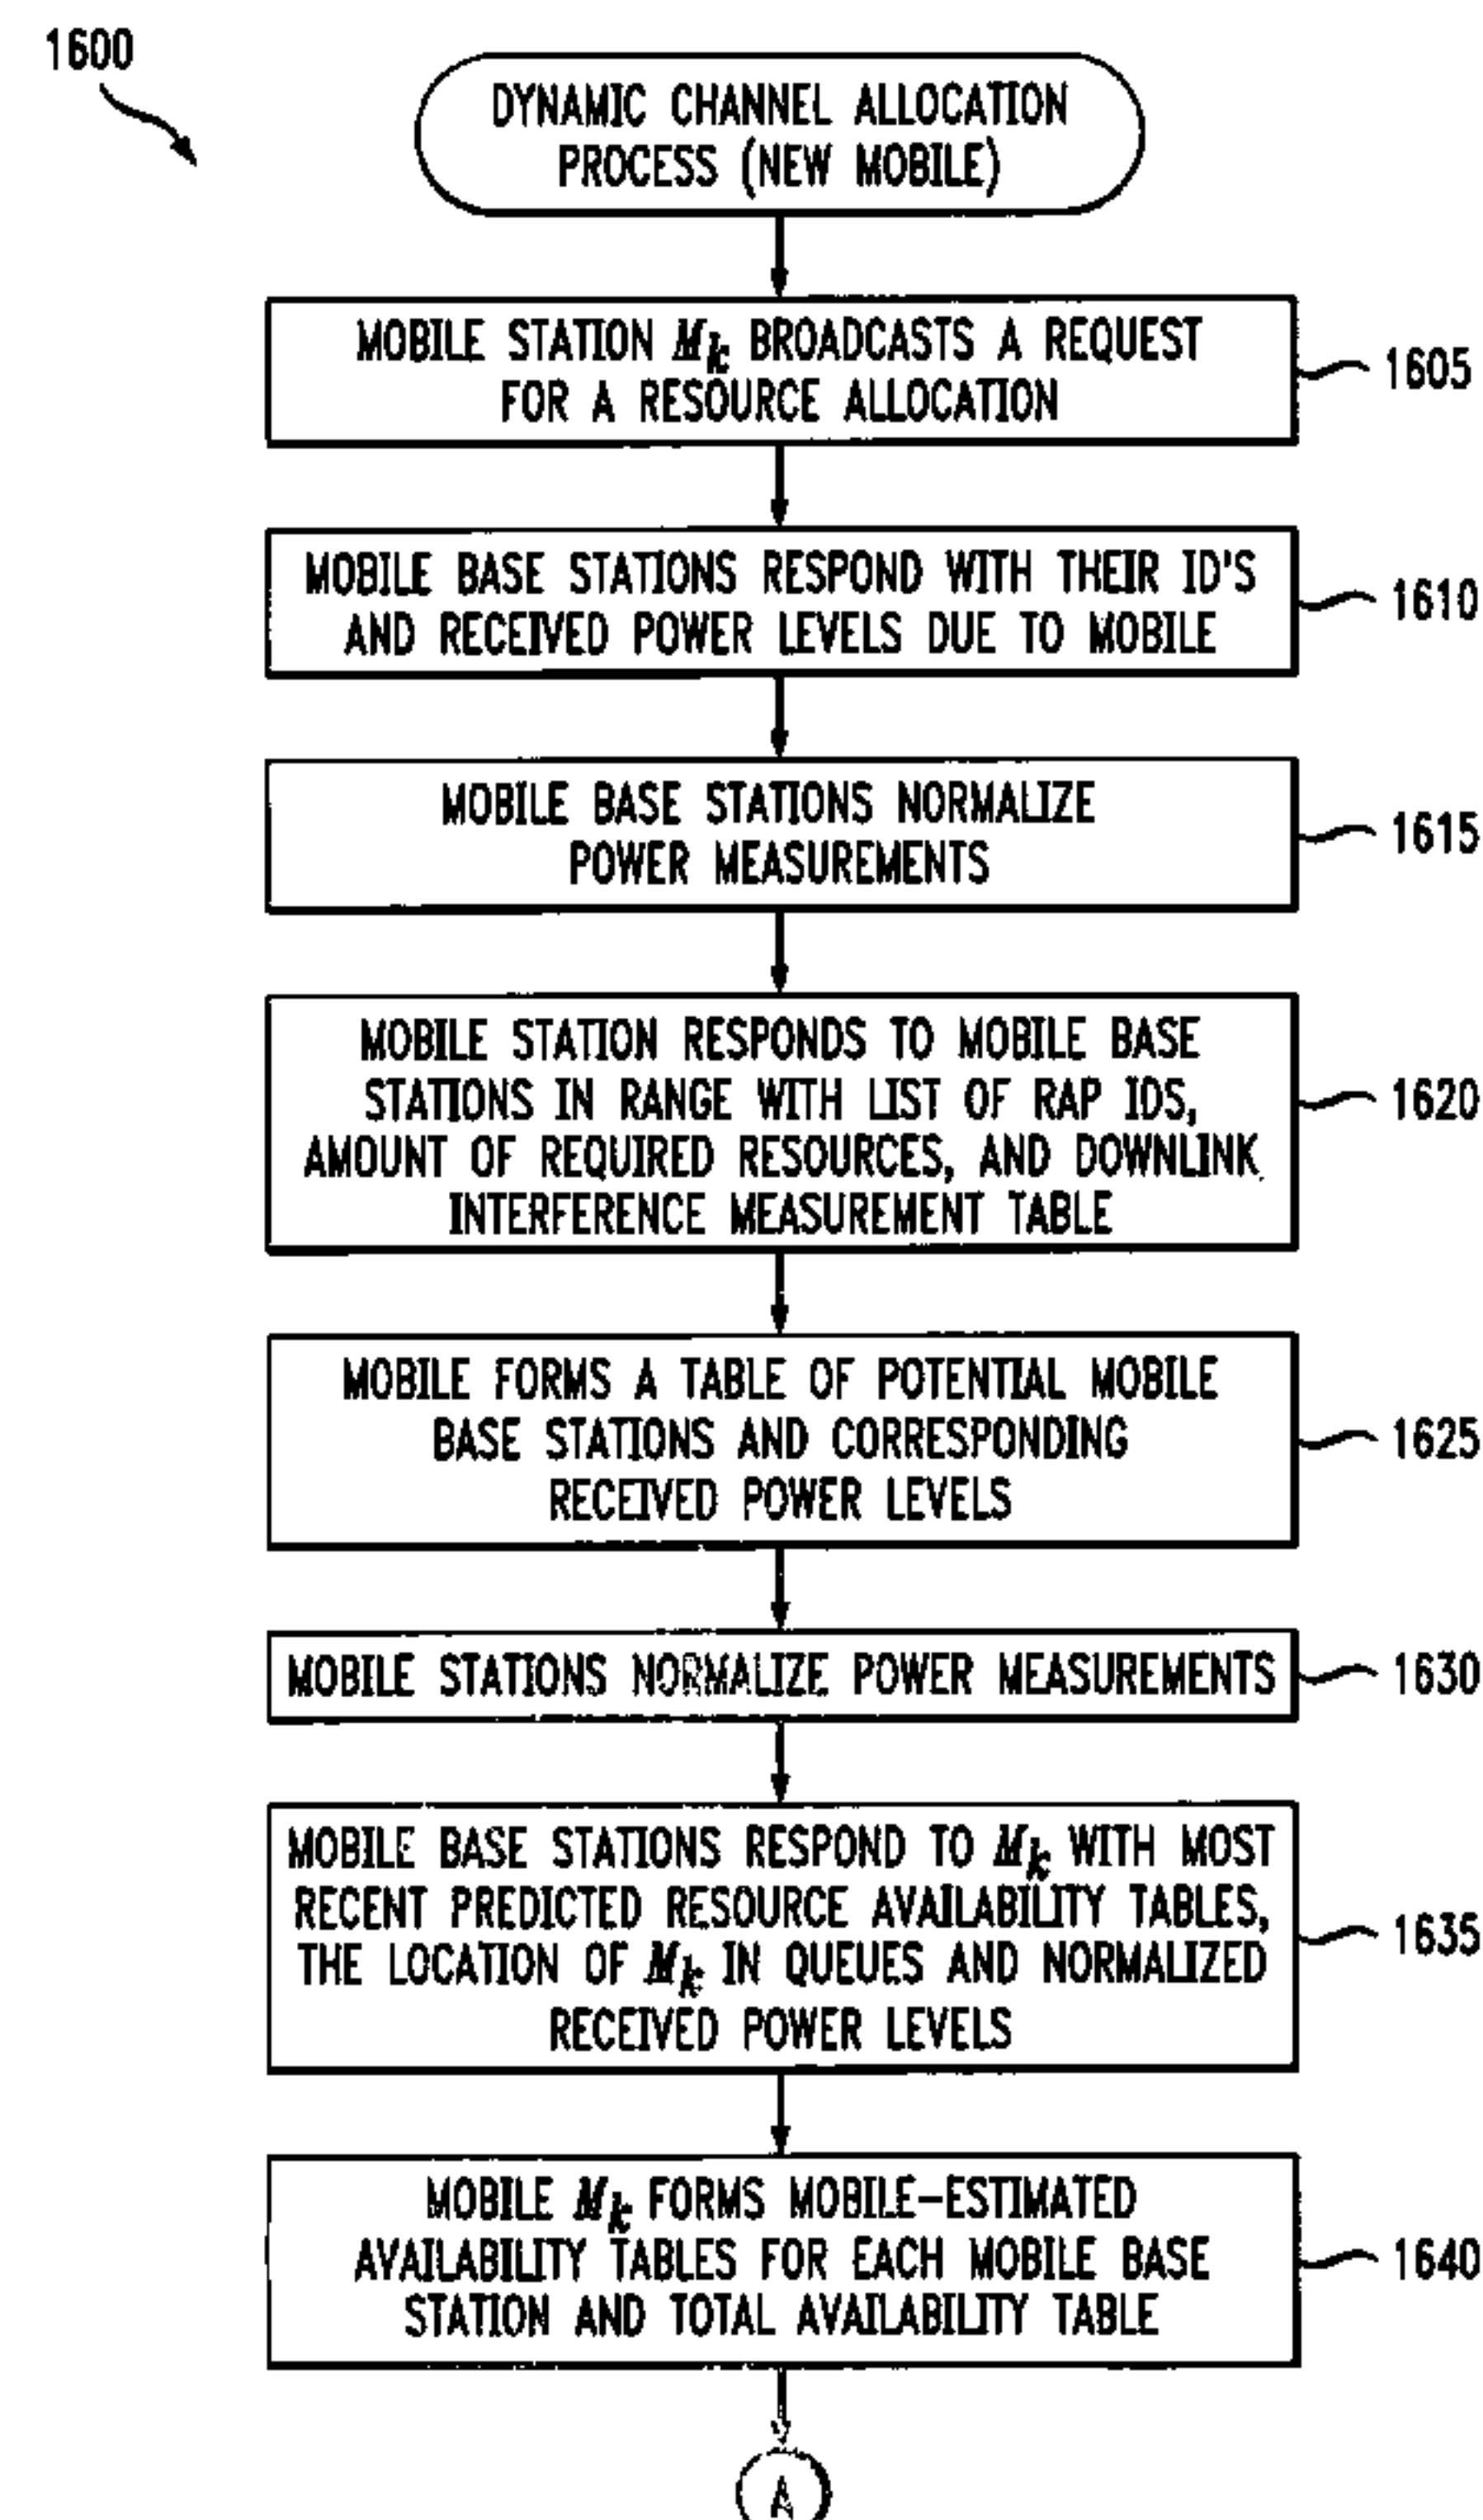 1600
DYNAMIC CHANNEL ALLOCATION
PROCESS (NEW MOBILE)
MOBILE STATION Mk BROADCASTS A REQUEST
FOR A RESOURCE ALLOCATION
1605
MOBILE BASE STATIONS RESPOND WITH THEIR ID'S
AND RECEIVED POWER LEVELS DUE TO MOBILE
1610
MOBILE BASE STATIONS NORMALIZE
POWER MEASUREMENTS
1615
MOBILE STATION RESPONDS TO MOBILE BASE
STATIONS IN RANGE WITH LIST OF RAP IDS,
AMOUNT OF REQUIRED RESOURCES, AND DOWNLINK
INTERFERENCE MEASUREMENT TABLE
1620
MOBILE FORMS A TABLE OF POTENTIAL MOBILE
BASE STATIONS AND CORRESPONDING
RECEIVED POWER LEVELS
1625
MOBILE STATIONS NORMALIZE POWER MEASUREMENTS
1630
MOBILE BASE STATIONS RESPOND TO Mk WITH MOST
RECENT PREDICTED RESOURCE AVAILABILITY TABLES,
THE LOCATION OF Mk IN QUEUES AND NORMALIZED
RECEIVED POWER LEVELS
1635
MOBILE Mk FORMS MOBILE-ESTIMATED
AVAILABILITY TABLES FOR EACH MOBILE BASE
STATION AND TOTAL AVAILABILITY TABLE
1640
A